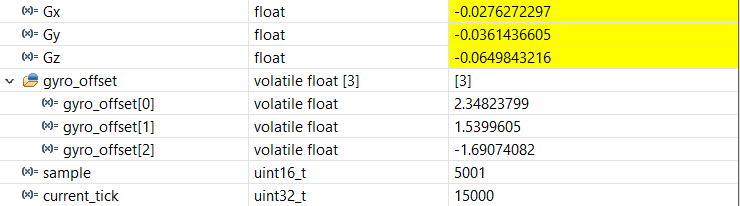 (x)= Gx float -0.0276272297
(x)= Gy float -0.0361436605
(x)= Gz float -0.0649843216
gyro_offset volatile float [3] [3]
(x)= gyro_offset[0] volatile float 2.34823799
(x)= gyro_offset[1] volatile float 1.5399605
(x)= gyro_offset[2] volatile float -1.69074082
(x)= sample uint16_t 5001
(x)= current_tick uint32_t 15000